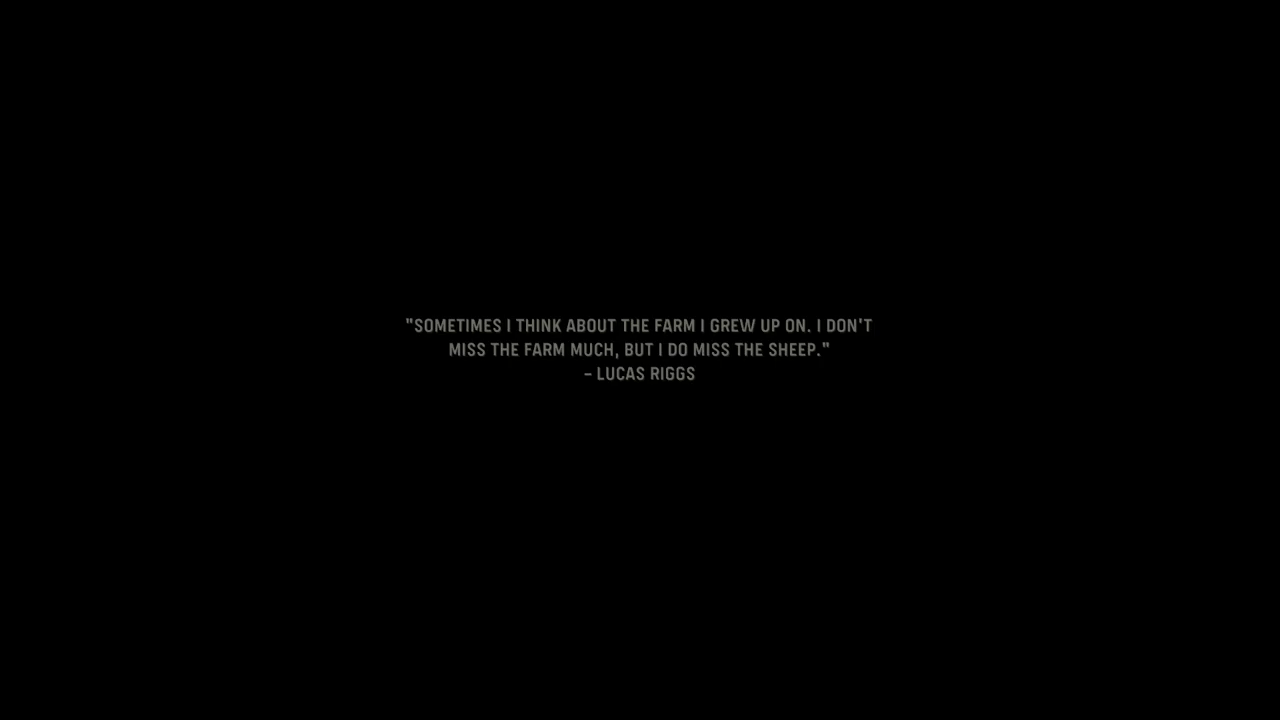 "SOMETIMES I THINK ABOUT THE FARM I GREW UP ON. I DON'T
MISS THE FARM MUCH, BUT I DO MISS THE SHEEP."
– LUCAS RIGGS